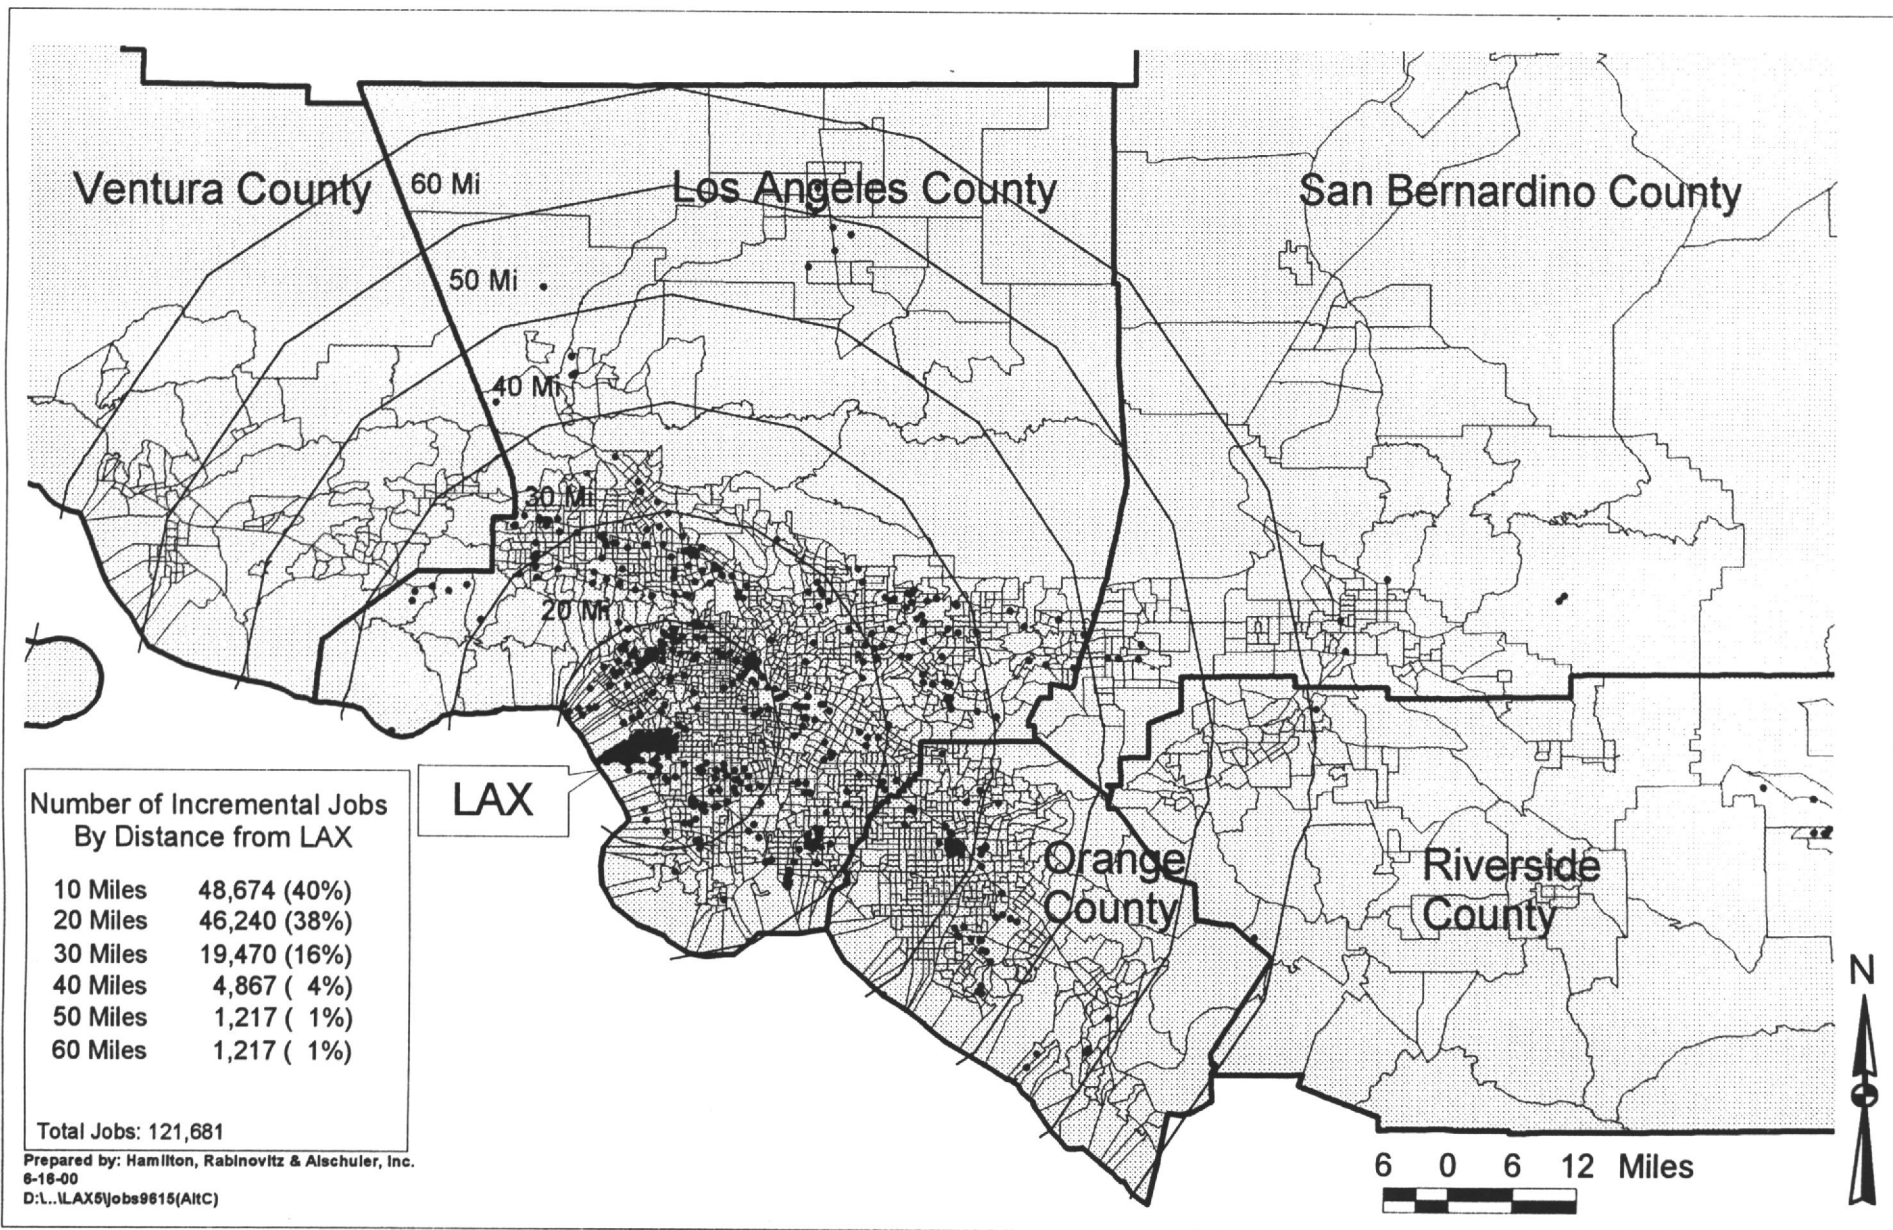 Ventura County
60 Mi
Los Angeles County
San Bernardino County
50 Mi
40 Mi
30 Mi
20 Mi
LAX
Number of Incremental Jobs
By Distance from LAX
10 Miles 48,674 (40%)
20 Miles 46,240 (38%)
30 Miles 19,470 (16%)
40 Miles 4,867 ( 4%)
50 Miles 1,217 ( 1%)
60 Miles 1,217 ( 1%)
Total Jobs: 121,681
Orange
County
Riverside
County
N
6 0 6 12 Miles
Prepared by: Hamilton, Rabinovitz & Alschuler, Inc.
6-16-00
D:\...\LAX5\jobs9615(AltC)